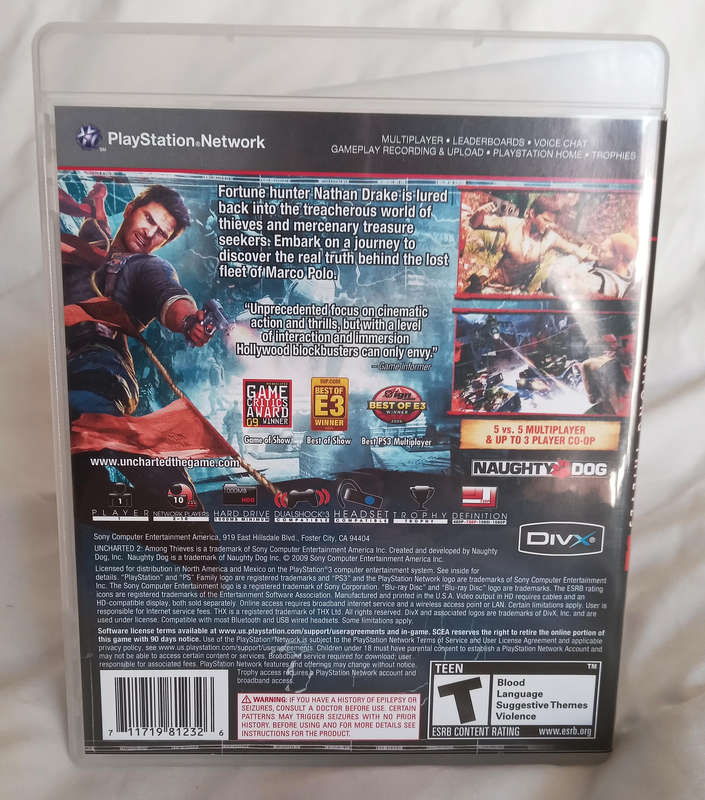 PlayStation®Network
SM
MULTIPLAYER • LEADERBOARDS • VOICE CHAT
GAMEPLAY RECORDING & UPLOAD • PLAYSTATION HOME • TROPHIES
Fortune hunter Nathan Drake is lured
back into the treacherous world of
thieves and mercenary treasure
seekers. Embark on a journey to
discover the real truth behind the lost
fleet of Marco Polo.
"Unprecedented focus on cinematic
action and thrills, but with a level
of interaction and immersion
Hollywood blockbusters can only envy."
– Game Informer
GAME
CRITICS
AWARD
09 WINNER
Game of Show
1UP.COM
BEST OF
E3
WINNER
Best of Show
ign
BEST OF E3
WINNER
Best PS3 Multiplayer
5 vs. 5 MULTIPLAYER
& UP TO 3 PLAYER CO-OP
www.unchartedthegame.com
NAUGHTY DOG
1
PLAYER
1
10
NETWORK PLAYERS
2-10
HDD
HARD DRIVE
DUALSHOCK®3
COMPATIBLE
HEADSET
COMPATIBLE
TROPHY
TROPHY
DEFINITION
DIVX
Sony Computer Entertainment America, 919 East Hillsdale Blvd., Foster City, CA 94404
UNCHARTED 2: Among Thieves is a trademark of Sony Computer Entertainment America Inc. Created and developed by Naughty
Dog, Inc. Naughty Dog is a trademark of Naughty Dog Inc. © 2009 Sony Computer Entertainment America Inc.
Licensed for distribution in North America and Mexico on the PlayStation®3 computer entertainment system. See inside for
details. "PlayStation" and "PS" Family logo are registered trademarks and "PS3" and the PlayStation Network logo are trademarks of Sony Computer Entertainment
Inc. The Sony Computer Entertainment logo is a registered trademark of Sony Corporation. "Blu-ray Disc" and "Blu-ray Disc" logo are trademarks. The ESRB rating
icons are registered trademarks of the Entertainment Software Association. Manufactured and printed in the U.S.A. Video output in HD requires cables and an
HD-compatible display, both sold separately. Online access requires broadband internet service and a wireless access point or LAN. Certain limitations apply. User is
responsible for Internet service fees. THX is a registered trademark of THX Ltd. All rights reserved. DivX and associated logos are trademarks of DivX, Inc. and are
used under license. Compatible with most Bluetooth and USB wired headsets. Some limitations apply.
Software license terms available at www.us.playstation.com/support/useragreements and in-game. SCEA reserves the right to retire the online portion of
this game with 90 days notice. Use of the PlayStation®Network is subject to the PlayStation Network Terms of Service and User License Agreement and applicable
privacy policy, see www.us.playstation.com/support/useragreements. Children under 18 must have parental consent to establish a PlayStation Network Account and
may not be able to access certain content or services. Broadband service required for download; user
responsible for associated fees. PlayStation Network features and offerings may change without notice.
Trophy access requires a PlayStation Network account and
broadband access.
7 11719 81232 6
WARNING: IF YOU HAVE A HISTORY OF EPILEPSY OR
SEIZURES, CONSULT A DOCTOR BEFORE USE. CERTAIN
PATTERNS MAY TRIGGER SEIZURES WITH NO PRIOR
HISTORY. BEFORE USING AND FOR MORE DETAILS SEE
INSTRUCTIONS FOR THE PRODUCT.
TEEN
TM
T
Blood
Language
Suggestive Themes
Violence
ESRB CONTENT RATING www.esrb.org